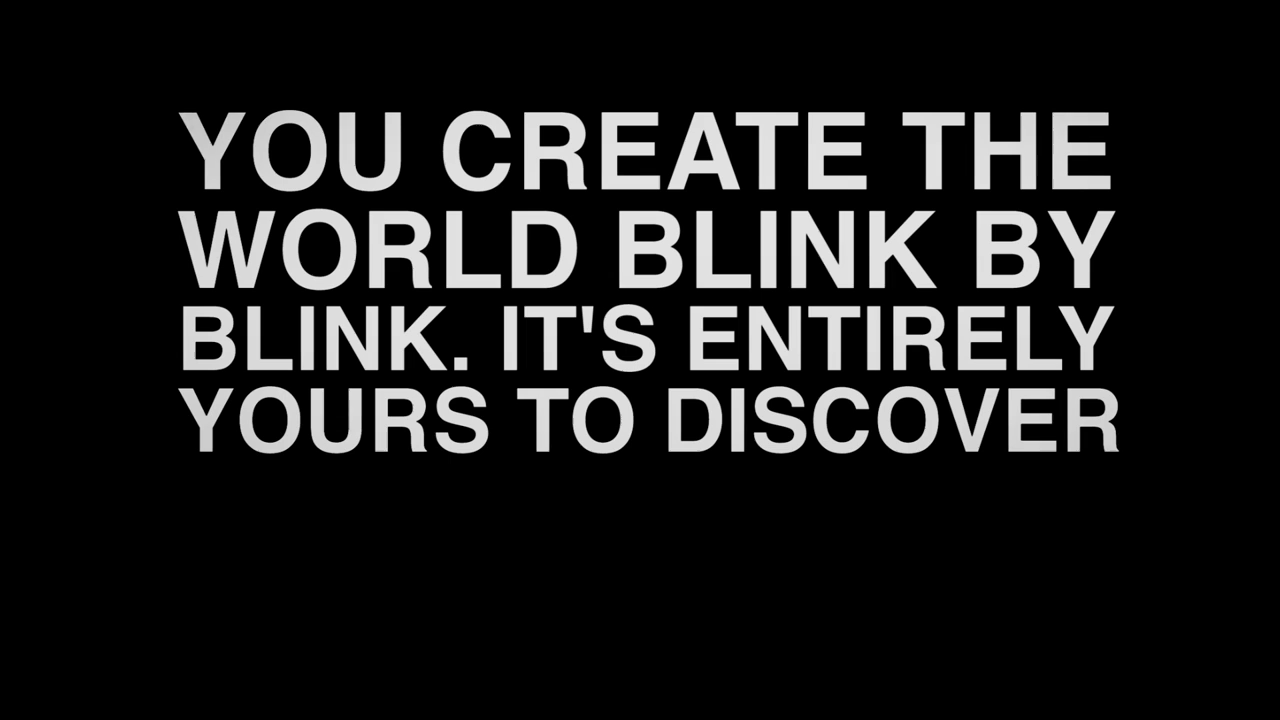 YOU CREATE THE
WORLD BLINK BY
BLINK. IT'S ENTIRELY
YOURS TO DISCOVER